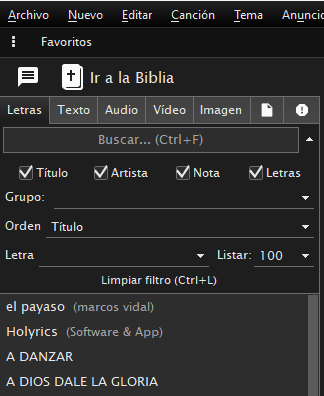 Archivo Nuevo Editar Canción Tema Anuncio
Favoritos
Ir a la Biblia
Letras Texto Audio Vídeo Imagen
Buscar... (Ctrl+F)
Título Artista Nota Letras
Grupo:
Orden Título
Letra Listar: 100
Limpiar filtro (Ctrl+L)
el payaso (marcos vidal)
Holyrics (Software & App)
A DANZAR
A DIOS DALE LA GLORIA